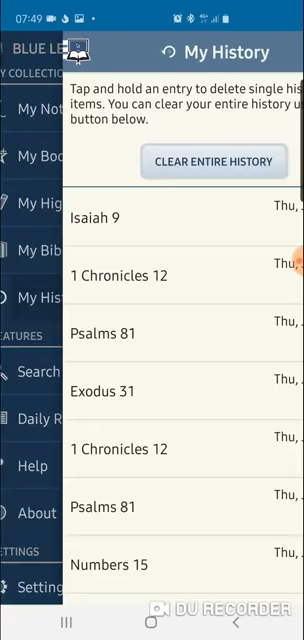 07:49
BLUE LE
My History
Y COLLECTIO
Tap and hold an entry to delete single his
items. You can clear your entire history u
button below.
My Not
My Boo
CLEAR ENTIRE HISTORY
My Hig
Isaiah 9
Thu,
My Bib
1 Chronicles 12
Thu,
My His
Psalms 81
Thu, J
EATURES
Search
Exodus 31
Thu, J
Daily R
1 Chronicles 12
Thu, J
Help
About
Psalms 81
Thu, J
ETTINGS
Numbers 15
Thu, J
Setting
DU RECORDER